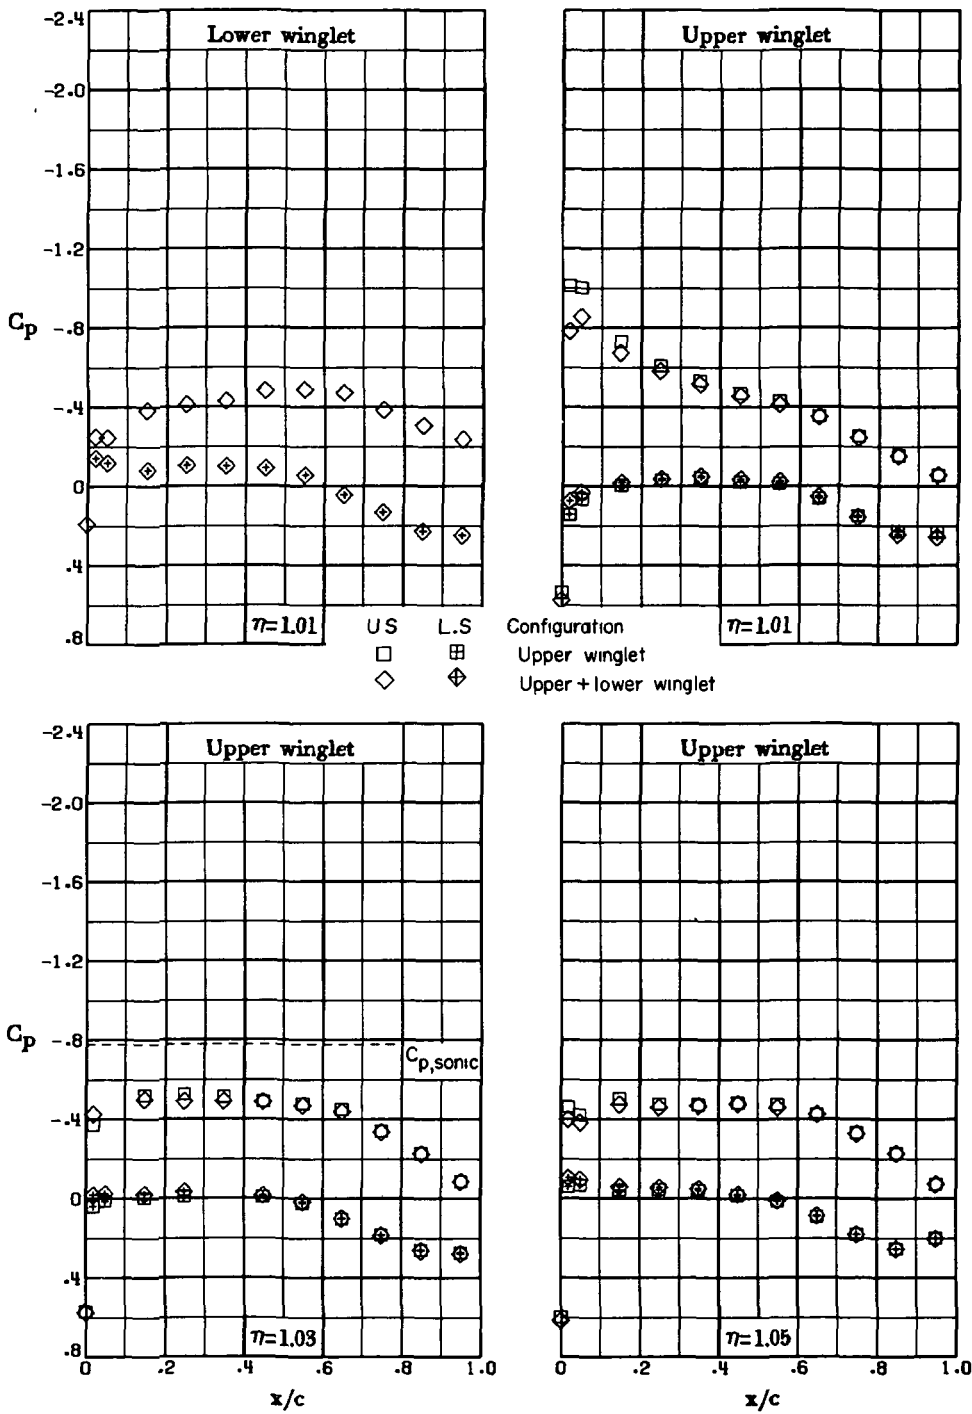 Lower winglet
Upper winglet
-2.4
-2.0
-1.6
-1.2
-.8
-.4
0
.4
.8
Cp
η=1.01
η=1.01
U S L.S Configuration
Upper winglet
Upper + lower winglet
Upper winglet
Upper winglet
-2.4
-2.0
-1.6
-1.2
-.8
-.4
0
.4
.8
Cp
Cp,sonic
η=1.03
η=1.05
0 .2 .4 .6 .8 1.0
0 .2 .4 .6 .8 1.0
x/c
x/c